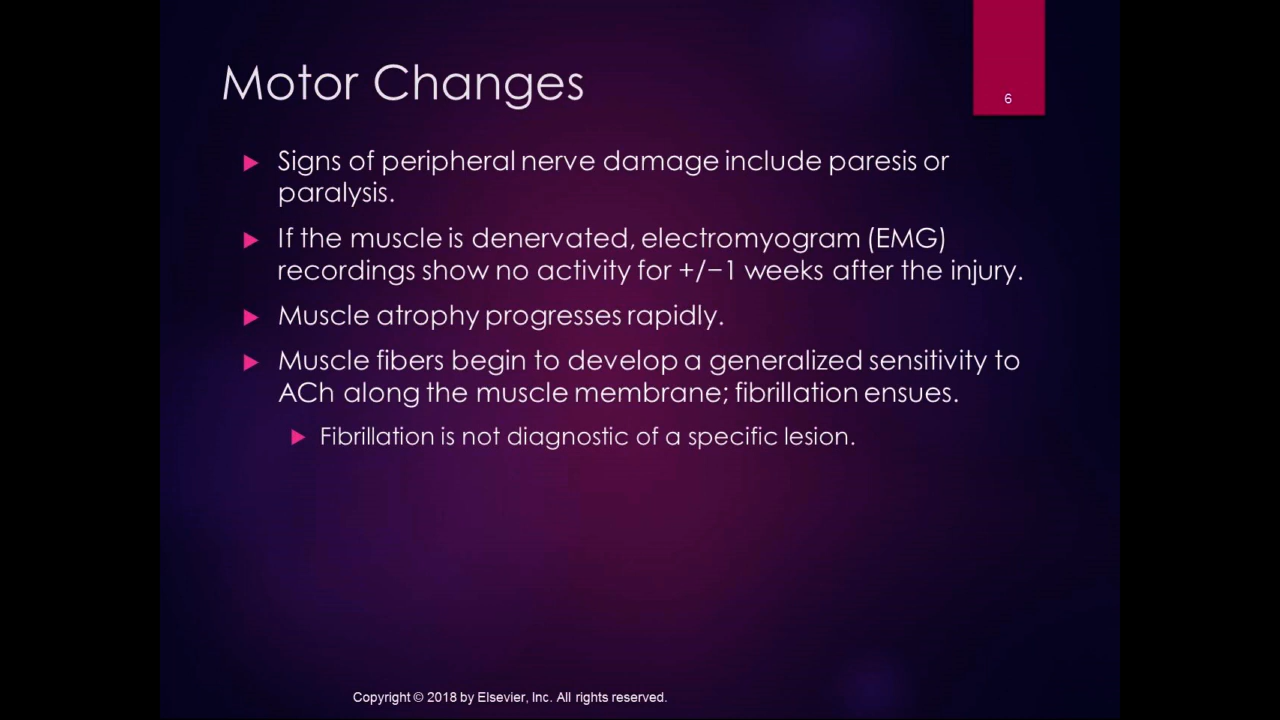 Motor Changes
6
Signs of peripheral nerve damage include paresis or
paralysis.
If the muscle is denervated, electromyogram (EMG)
recordings show no activity for +/−1 weeks after the injury.
Muscle atrophy progresses rapidly.
Muscle fibers begin to develop a generalized sensitivity to
ACh along the muscle membrane; fibrillation ensues.
Fibrillation is not diagnostic of a specific lesion.
Copyright © 2018 by Elsevier, Inc. All rights reserved.